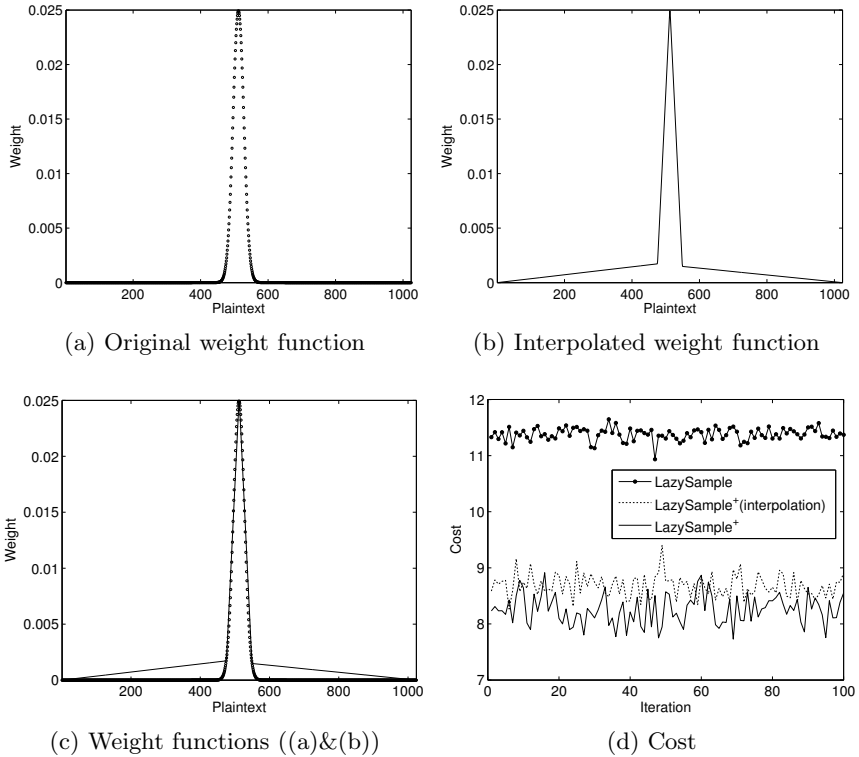 0.025
0.02
0.015
0.01
0.005
0
Weight
200 400 600 800 1000
Plaintext
(a) Original weight function
0.025
0.02
0.015
0.01
0.005
0
Weight
200 400 600 800 1000
Plaintext
(b) Interpolated weight function
0.025
0.02
0.015
0.01
0.005
0
Weight
200 400 600 800 1000
Plaintext
(c) Weight functions ((a)&(b))
12
11
10
9
8
7
Cost
LazySample
LazySample⁺(interpolation)
LazySample⁺
0 20 40 60 80 100
Iteration
(d) Cost